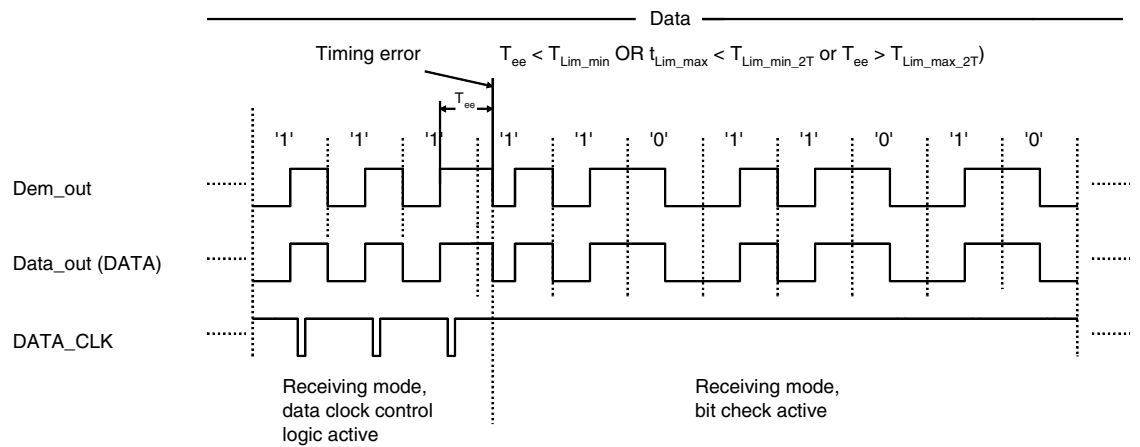 Data
Timing error
T_ee < T_Lim_min OR t_Lim_max < T_Lim_min_2T or T_ee > T_Lim_max_2T)
T_ee
'1' '1' '1' '1' '1' '0' '1' '1' '0' '1' '0'
Dem_out
Data_out (DATA)
DATA_CLK
Receiving mode,
data clock control
logic active
Receiving mode,
bit check active